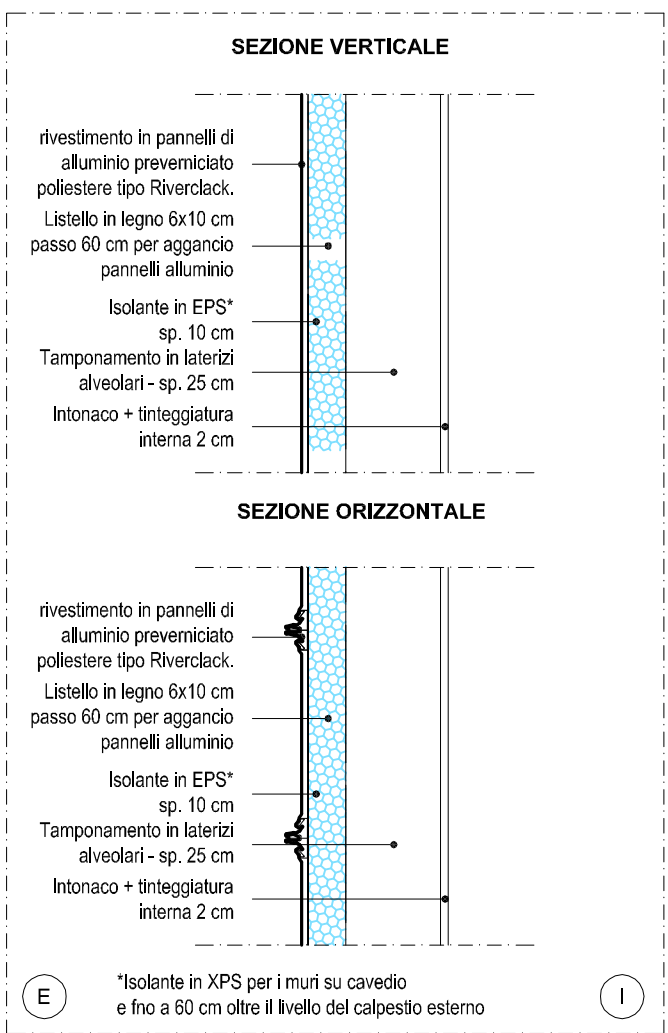 SEZIONE VERTICALE
rivestimento in pannelli di
alluminio preverniciato
poliestere tipo Riverclack.
Listello in legno 6x10 cm
passo 60 cm per aggancio
pannelli alluminio
Isolante in EPS*
sp. 10 cm
Tamponamento in laterizi
alveolari - sp. 25 cm
Intonaco + tinteggiatura
interna 2 cm
SEZIONE ORIZZONTALE
rivestimento in pannelli di
alluminio preverniciato
poliestere tipo Riverclack.
Listello in legno 6x10 cm
passo 60 cm per aggancio
pannelli alluminio
Isolante in EPS*
sp. 10 cm
Tamponamento in laterizi
alveolari - sp. 25 cm
Intonaco + tinteggiatura
interna 2 cm
E
*Isolante in XPS per i muri su cavedio
e fno a 60 cm oltre il livello del calpestio esterno
I